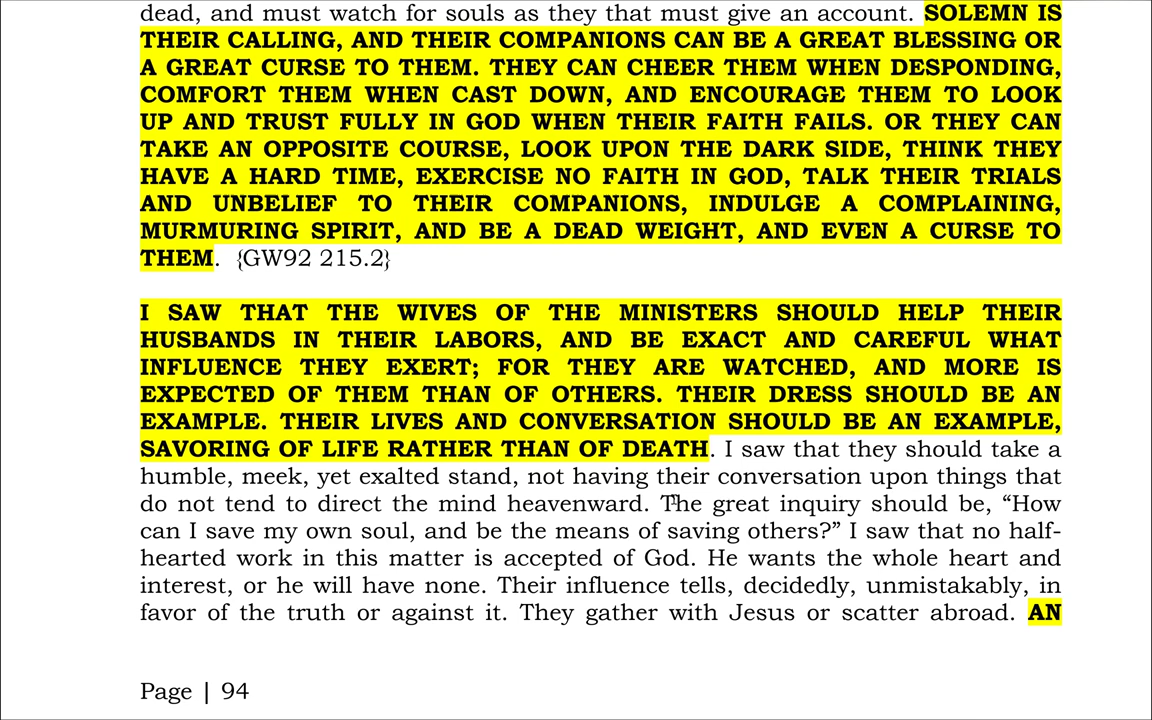 dead, and must watch for souls as they that must give an account. SOLEMN IS
THEIR CALLING, AND THEIR COMPANIONS CAN BE A GREAT BLESSING OR
A GREAT CURSE TO THEM. THEY CAN CHEER THEM WHEN DESPONDING,
COMFORT THEM WHEN CAST DOWN, AND ENCOURAGE THEM TO LOOK
UP AND TRUST FULLY IN GOD WHEN THEIR FAITH FAILS. OR THEY CAN
TAKE AN OPPOSITE COURSE, LOOK UPON THE DARK SIDE, THINK THEY
HAVE A HARD TIME, EXERCISE NO FAITH IN GOD, TALK THEIR TRIALS
AND UNBELIEF TO THEIR COMPANIONS, INDULGE A COMPLAINING,
MURMURING SPIRIT, AND BE A DEAD WEIGHT, AND EVEN A CURSE TO
THEM. {GW92 215.2}
I SAW THAT THE WIVES OF THE MINISTERS SHOULD HELP THEIR
HUSBANDS IN THEIR LABORS, AND BE EXACT AND CAREFUL WHAT
INFLUENCE THEY EXERT; FOR THEY ARE WATCHED, AND MORE IS
EXPECTED OF THEM THAN OF OTHERS. THEIR DRESS SHOULD BE AN
EXAMPLE. THEIR LIVES AND CONVERSATION SHOULD BE AN EXAMPLE,
SAVORING OF LIFE RATHER THAN OF DEATH. I saw that they should take a
humble, meek, yet exalted stand, not having their conversation upon things that
do not tend to direct the mind heavenward. The great inquiry should be, “How
can I save my own soul, and be the means of saving others?” I saw that no half-
hearted work in this matter is accepted of God. He wants the whole heart and
interest, or he will have none. Their influence tells, decidedly, unmistakably, in
favor of the truth or against it. They gather with Jesus or scatter abroad. AN
Page | 94